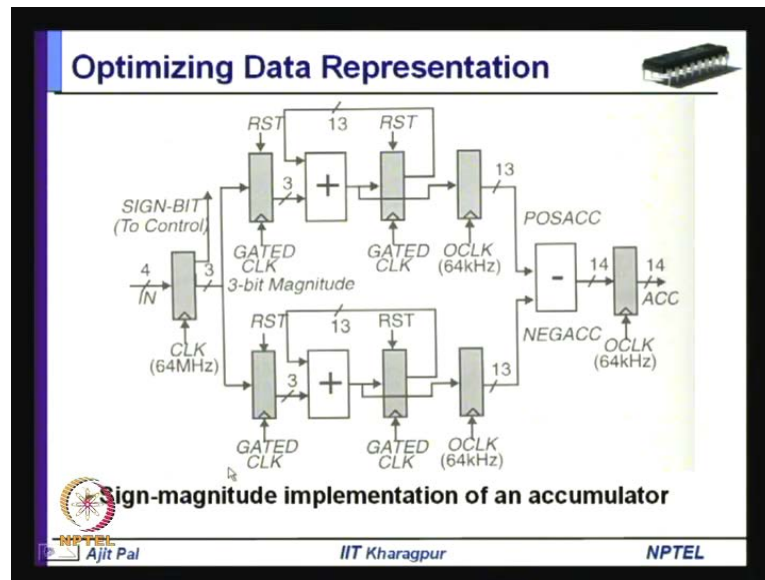 Optimizing Data Representation
RST 13 RST
13
SIGN-BIT
(To Control)
3
+
POSACC
GATED
CLK
GATED
CLK
OCLK
(64kHz)
4
IN
3
3-bit Magnitude
-
14
14
ACC
CLK
(64MHz)
RST 13 RST
NEGACC
OCLK
(64kHz)
3
+
13
GATED
CLK
GATED
CLK
OCLK
(64kHz)
Sign-magnitude implementation of an accumulator
NPTEL
Ajit Pal IIT Kharagpur NPTEL